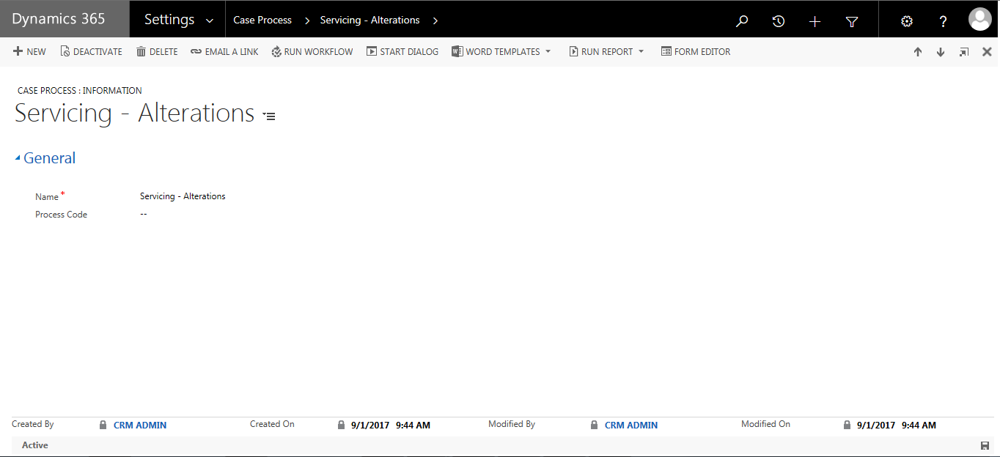 Dynamics 365 Settings Case Process Servicing - Alterations ?
NEW DEACTIVATE DELETE EMAIL A LINK RUN WORKFLOW START DIALOG WORD TEMPLATES RUN REPORT FORM EDITOR
CASE PROCESS : INFORMATION
Servicing - Alterations
General
Name* Servicing - Alterations
Process Code --
Created By CRM ADMIN Created On 9/1/2017 9:44 AM Modified By CRM ADMIN Modified On 9/1/2017 9:44 AM
Active